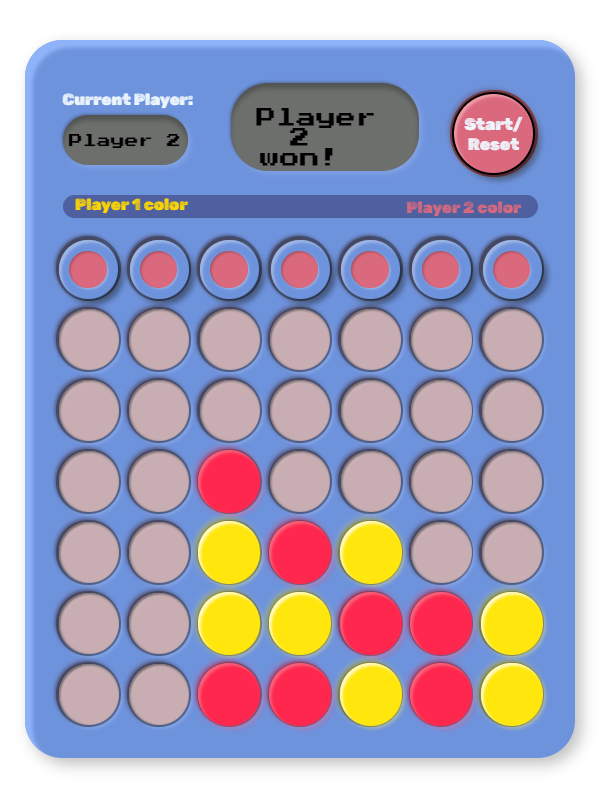 Current Player:
Player 2
Player
2
won!
Start/
Reset
Player 1 color
Player 2 color